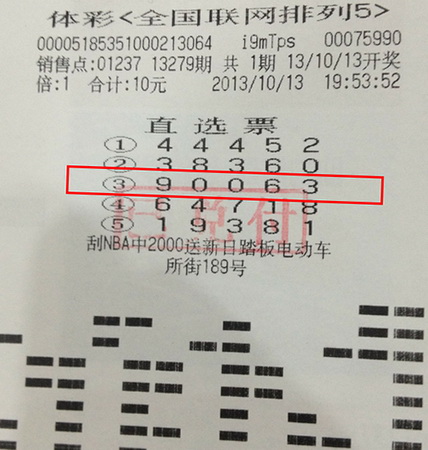 体彩<全国联网排列5>
00005185351000213064 i9mTps 00075990
销售点:01237 13279期 共 1期 13/10/13开奖
倍:1 合计:10元 2013/10/13 19:53:52
直选票
① 4 4 4 5 2
② 3 8 3 6 0
③ 9 0 0 6 3
④ 6 4 7 1 8
⑤ 1 9 3 8 1
刮NBA中2000送新日踏板电动车
所街189号